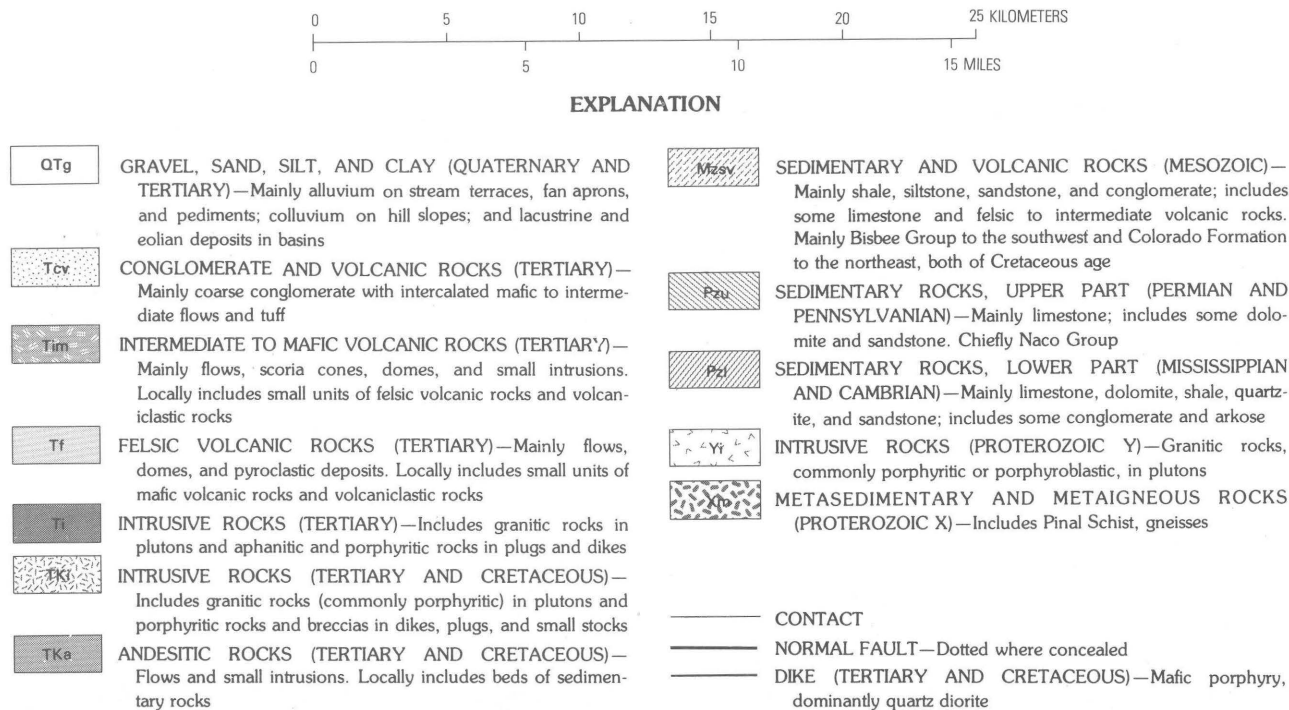 0 5 10 15 20 25 KILOMETERS
0 5 10 15 MILES
EXPLANATION
QTg
GRAVEL, SAND, SILT, AND CLAY (QUATERNARY AND
TERTIARY)—Mainly alluvium on stream terraces, fan aprons,
and pediments; colluvium on hill slopes; and lacustrine and
eolian deposits in basins
Tcv
CONGLOMERATE AND VOLCANIC ROCKS (TERTIARY)—
Mainly coarse conglomerate with intercalated mafic to interme-
diate flows and tuff
Tim
INTERMEDIATE TO MAFIC VOLCANIC ROCKS (TERTIARY)—
Mainly flows, scoria cones, domes, and small intrusions.
Locally includes small units of felsic volcanic rocks and volcan-
iclastic rocks
Tf
FELSIC VOLCANIC ROCKS (TERTIARY)—Mainly flows,
domes, and pyroclastic deposits. Locally includes small units of
mafic volcanic rocks and volcaniclastic rocks
Ti
INTRUSIVE ROCKS (TERTIARY)—Includes granitic rocks in
plutons and aphanitic and porphyritic rocks in plugs and dikes
TKi
INTRUSIVE ROCKS (TERTIARY AND CRETACEOUS)—
Includes granitic rocks (commonly porphyritic) in plutons and
porphyritic rocks and breccias in dikes, plugs, and small stocks
TKa
ANDESITIC ROCKS (TERTIARY AND CRETACEOUS)—
Flows and small intrusions. Locally includes beds of sedimen-
tary rocks
Mzsv
SEDIMENTARY AND VOLCANIC ROCKS (MESOZOIC)—
Mainly shale, siltstone, sandstone, and conglomerate; includes
some limestone and felsic to intermediate volcanic rocks.
Mainly Bisbee Group to the southwest and Colorado Formation
to the northeast, both of Cretaceous age
Pzu
SEDIMENTARY ROCKS, UPPER PART (PERMIAN AND
PENNSYLVANIAN)—Mainly limestone; includes some dolo-
mite and sandstone. Chiefly Naco Group
Pzl
SEDIMENTARY ROCKS, LOWER PART (MISSISSIPPIAN
AND CAMBRIAN)—Mainly limestone, dolomite, shale, quartz-
ite, and sandstone; includes some conglomerate and arkose
Yi
INTRUSIVE ROCKS (PROTEROZOIC Y)—Granitic rocks,
commonly porphyritic or porphyroblastic, in plutons
Xm
METASEDIMENTARY AND METAIGNEOUS ROCKS
(PROTEROZOIC X)—Includes Pinal Schist, gneisses
CONTACT
NORMAL FAULT—Dotted where concealed
DIKE (TERTIARY AND CRETACEOUS)—Mafic porphyry,
dominantly quartz diorite